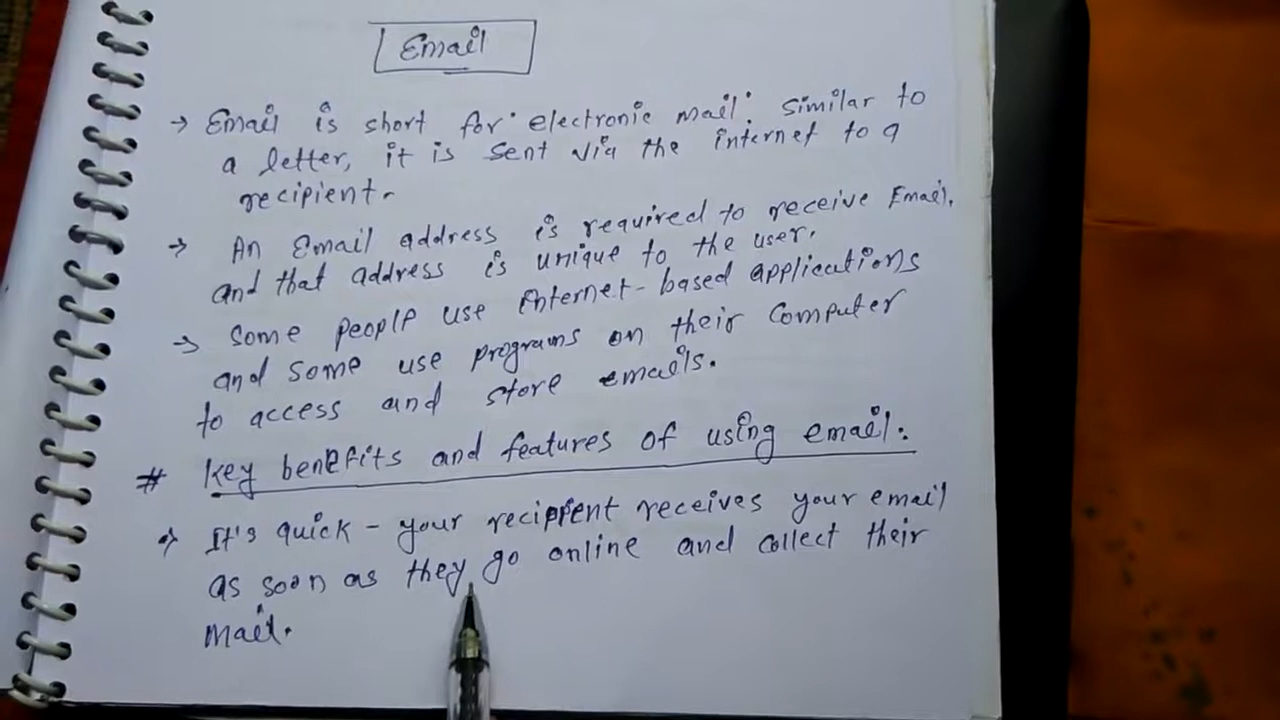 Email
→ Email is short for electronic mail. Similar to
a letter, it is sent via the internet to a
recipient.
→ An Email address is required to receive Email,
and that address is unique to the user.
→ Some people use internet-based applications
and some use programs on their computer
to access and store emails.
# Key benefits and features of using email:
→ It's quick - your recipient receives your email
as soon as they go online and collect their
mail.